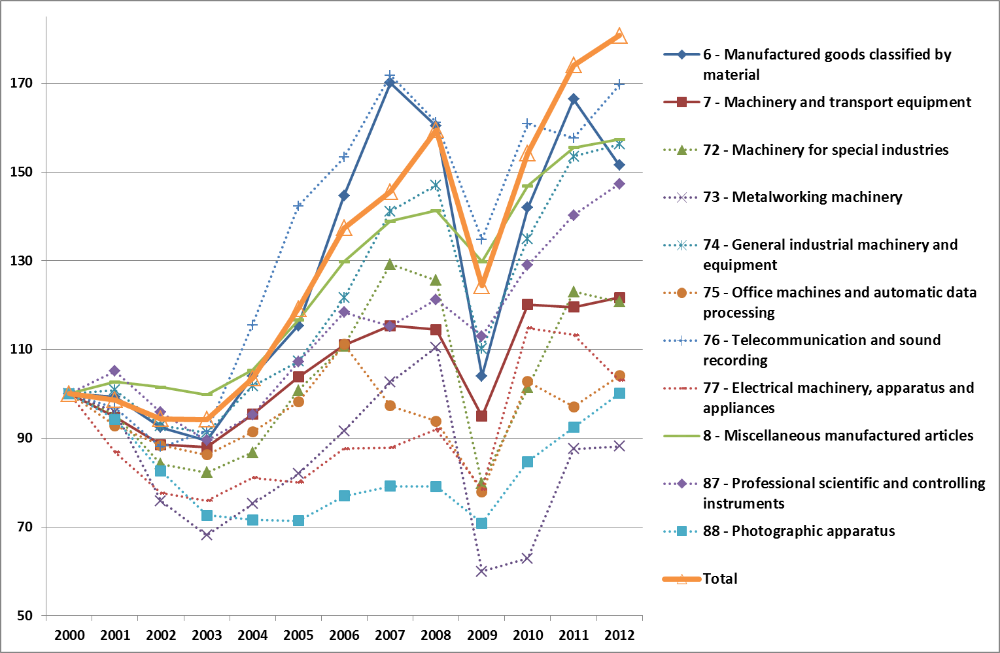 170
150
130
110
90
70
50
2000 2001 2002 2003 2004 2005 2006 2007 2008 2009 2010 2011 2012
6 - Manufactured goods classified by
material
7 - Machinery and transport equipment
72 - Machinery for special industries
73 - Metalworking machinery
74 - General industrial machinery and
equipment
75 - Office machines and automatic data
processing
76 - Telecommunication and sound
recording
77 - Electrical machinery, apparatus and
appliances
8 - Miscellaneous manufactured articles
87 - Professional scientific and controlling
instruments
88 - Photographic apparatus
Total